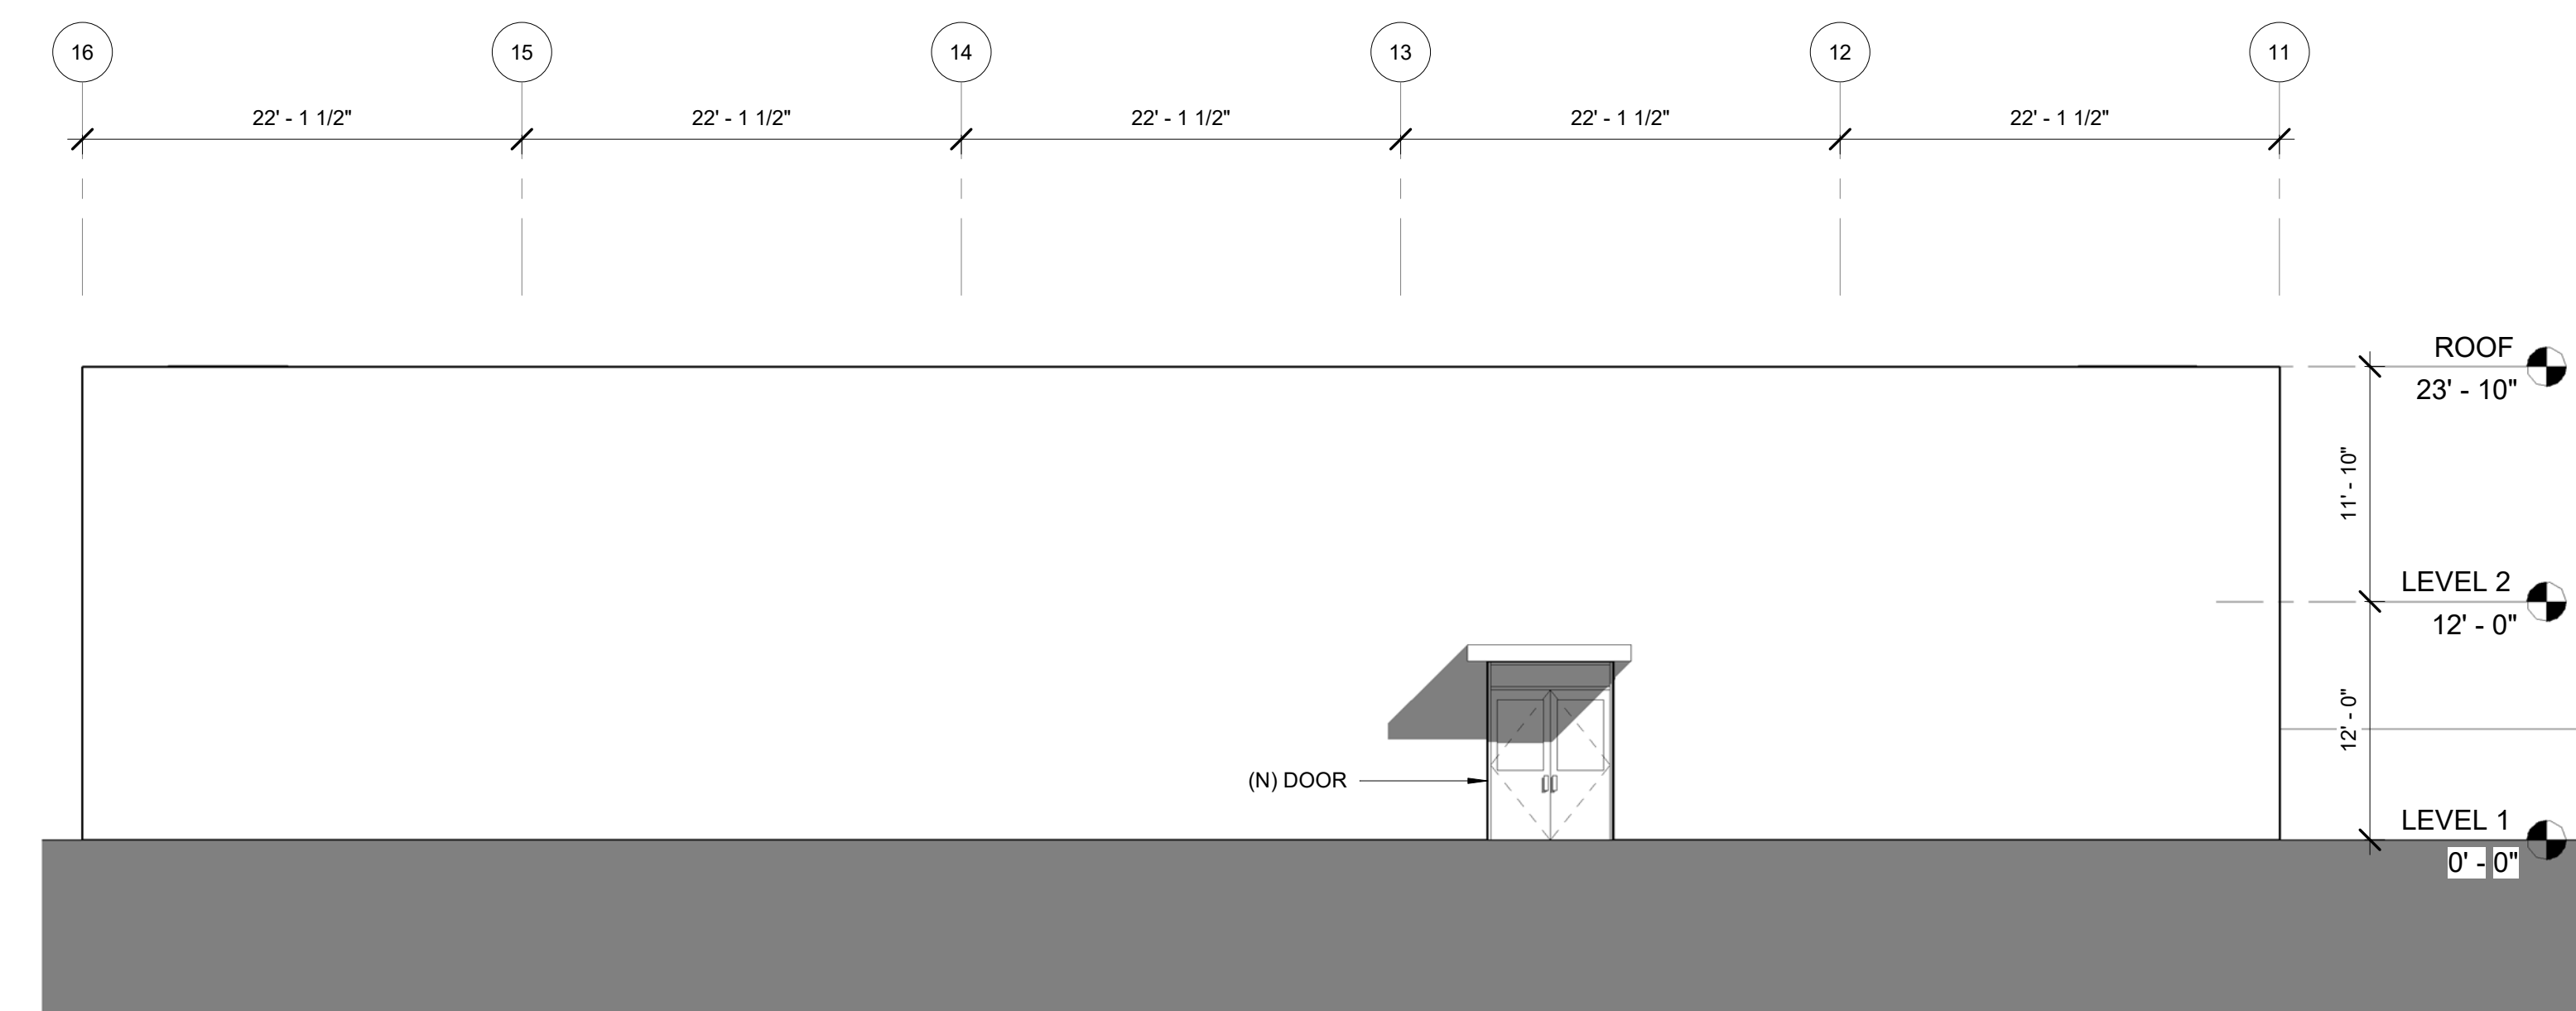 16 15 14 13 12 11
22' - 1 1/2" 22' - 1 1/2" 22' - 1 1/2" 22' - 1 1/2" 22' - 1 1/2"
ROOF
23' - 10"
11' - 10"
LEVEL 2
12' - 0"
12' - 0"
(N) DOOR
LEVEL 1
0' - 0"